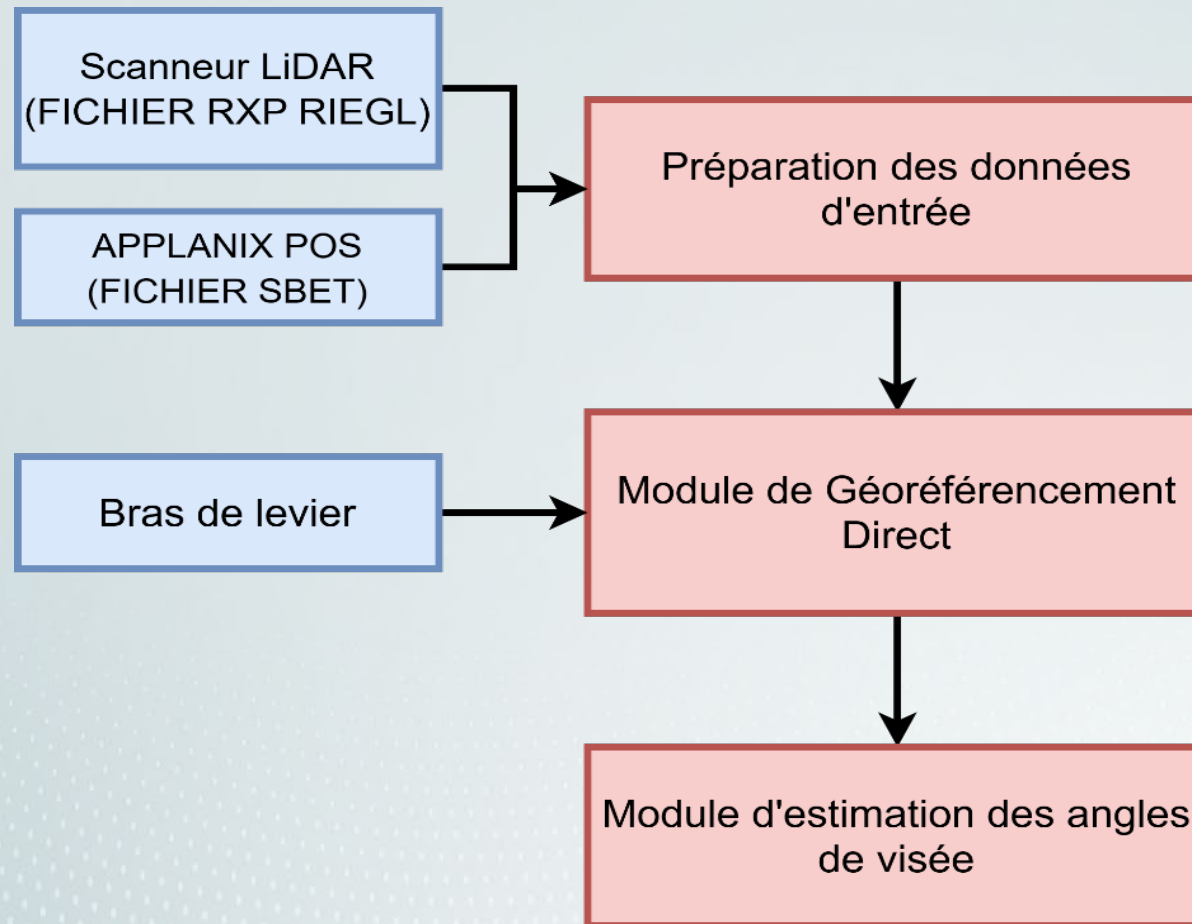 Scanneur LiDAR
(FICHIER RXP RIEGL)
APPLANIX POS
(FICHIER SBET)
Préparation des données
d'entrée
Bras de levier
Module de Géoréférencement
Direct
Module d'estimation des angles
de visée